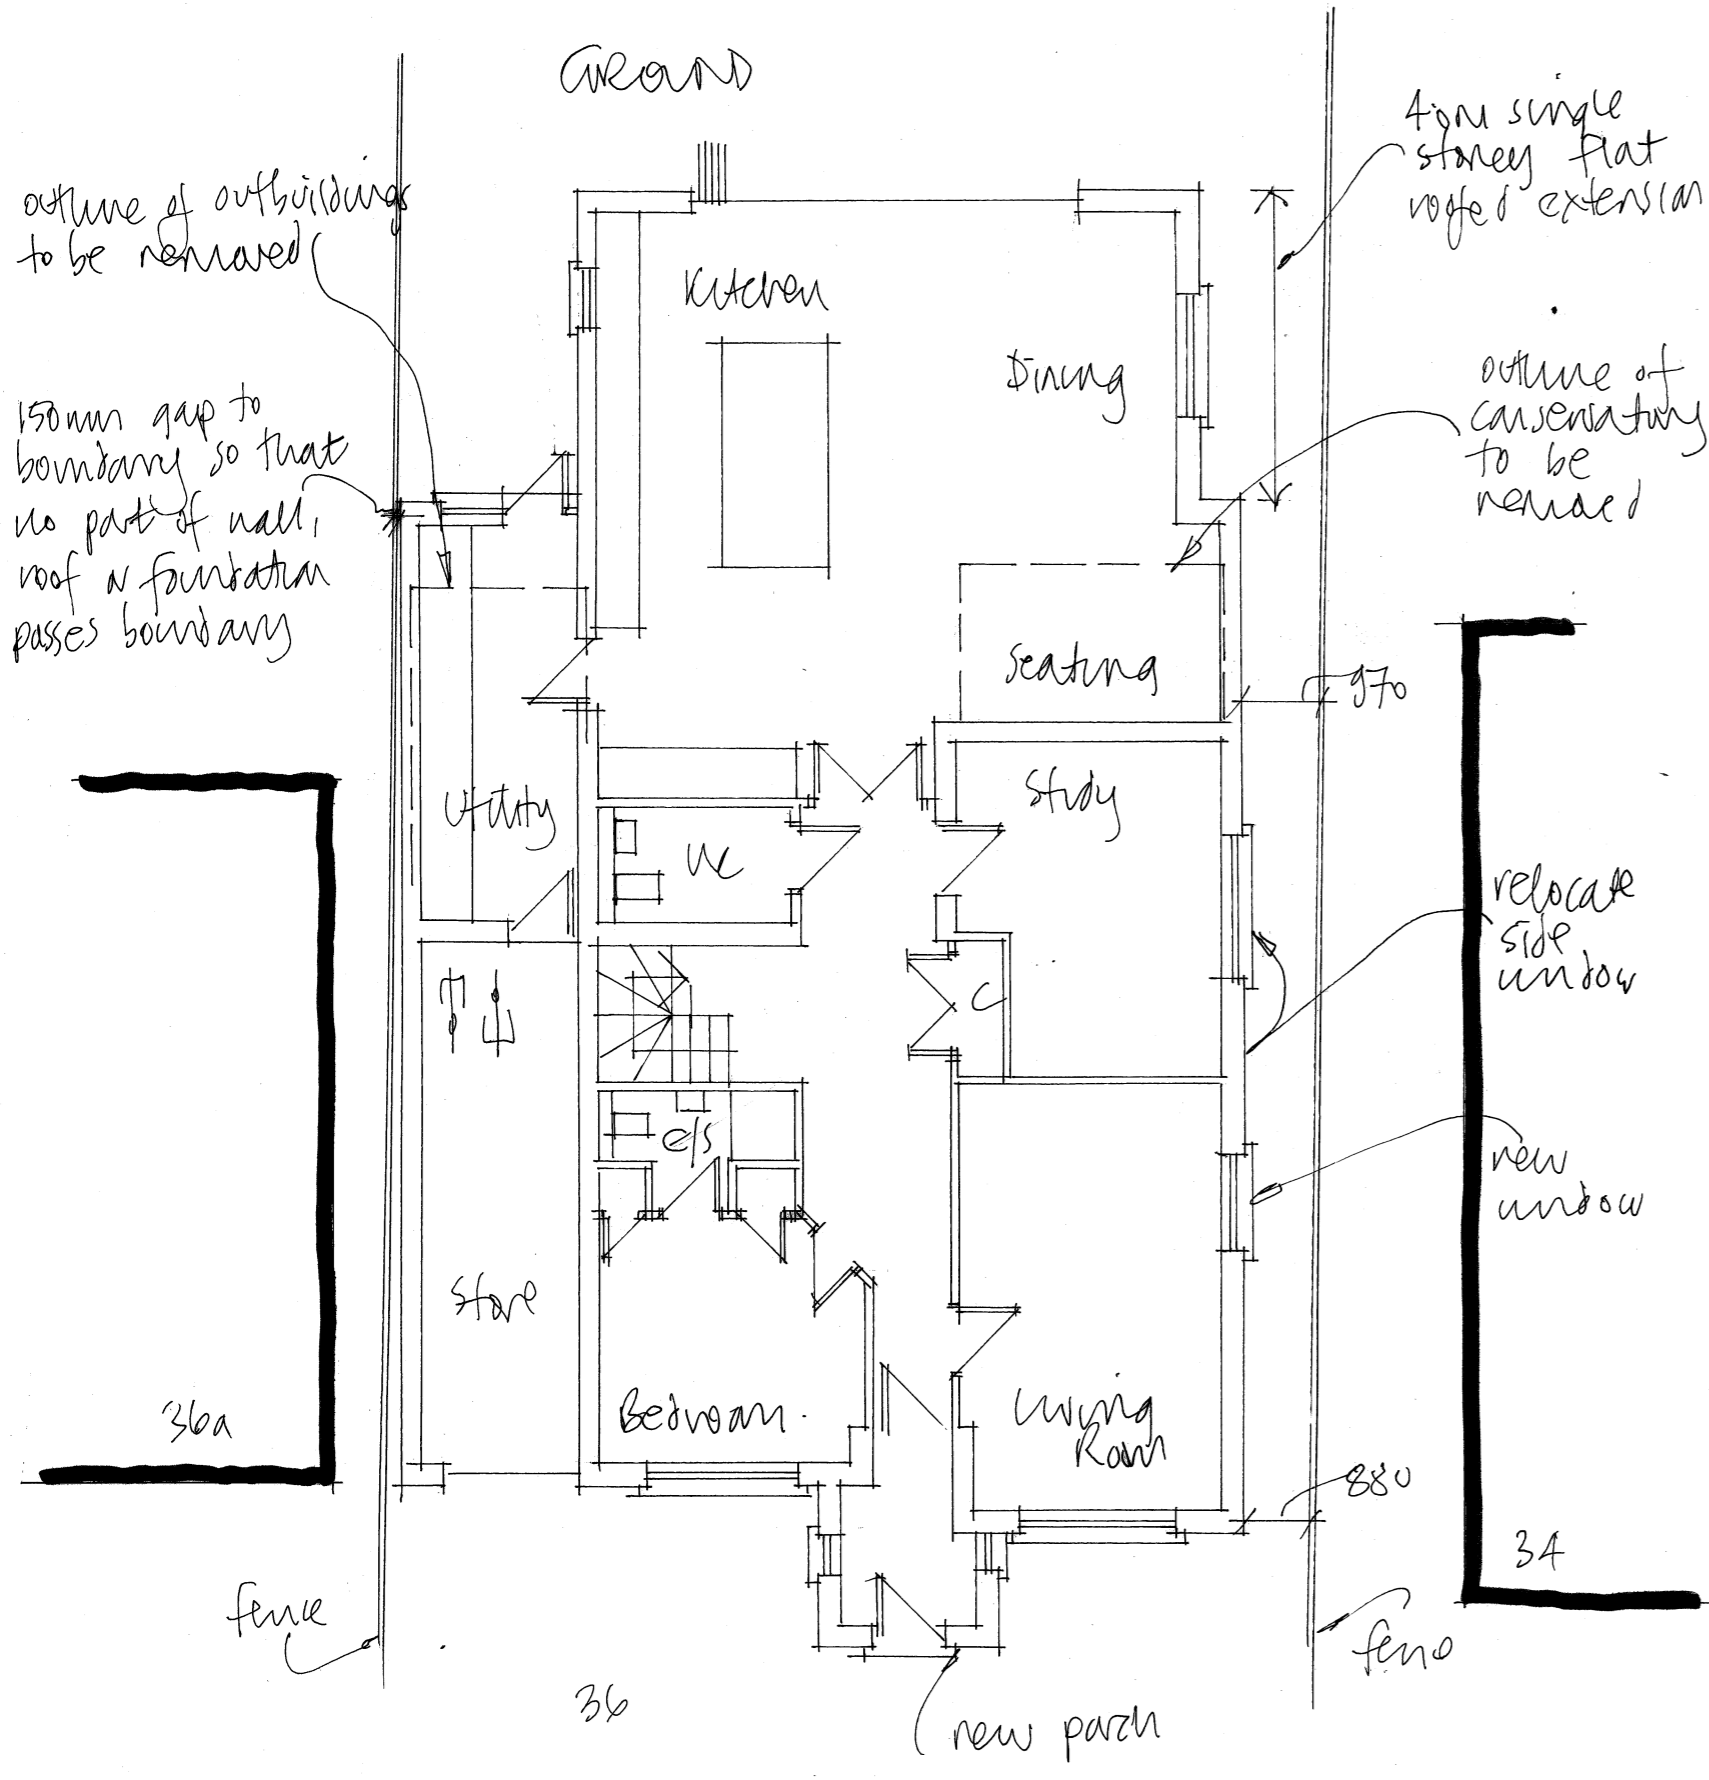 GROUND
4.0m single
storey flat
roofed extension
outline of outbuildings
to be removed
Kitchen
Dining
outline of
conservatory
to be
removed
150mm gap to
boundary so that
no part of wall,
roof or foundation
passes boundary
Seating
970
Utility
Study
WC
relocate
side
window
C
e/s
new
window
Store
Bedroom
Living
Room
36a
880
34
fence
fence
36
new porch